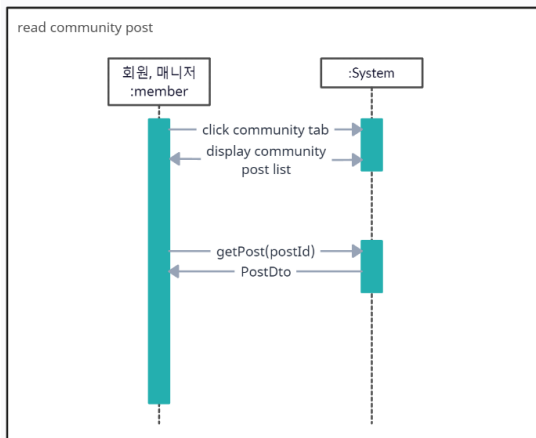 read community post
회원, 매니저
:member
:System
click community tab
display community
post list
getPost(postId)
PostDto